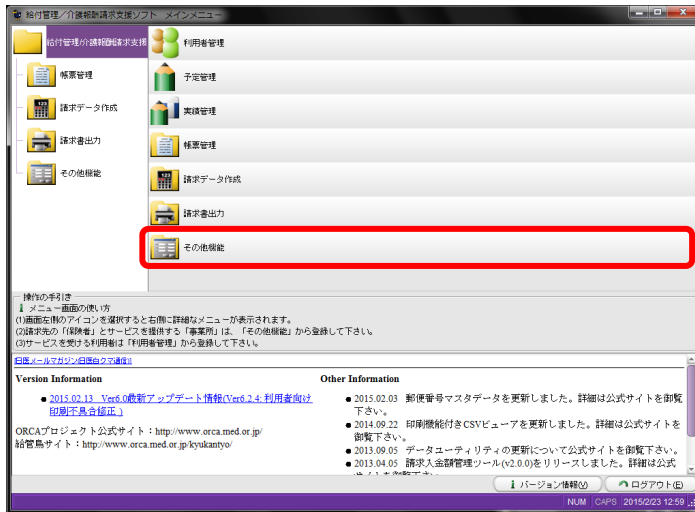 給付管理／介護報酬請求支援ソフト メインメニュー
給付管理/介護報酬請求支援
帳票管理
請求データ作成
請求書出力
その他機能
利用者管理
予定管理
実績管理
帳票管理
請求データ作成
請求書出力
その他機能
操作の手引き
メニュー画面の使い方
(1)画面左側のアイコンを選択すると右側に詳細なメニューが表示されます。
(2)請求先の「保険者」とサービスを提供する「事業所」は、「その他機能」から登録して下さい。
(3)サービスを受ける利用者は「利用者管理」から登録して下さい。
日医メールマガジン[日医白クマ通信]
Version Information
2015.02.13 Ver6.0最新アップデート情報(Ver6.2.4: 利用者向け
印刷不具合修正 )
ORCAプロジェクト公式サイト：http://www.orca.med.or.jp/
給管鳥サイト：http://www.orca.med.or.jp/kyukantyo/
Other Information
2015.02.03 郵便番号マスタデータを更新しました。詳細は公式サイトを御覧
下さい。
2014.09.22 印刷機能付きCSVビューアを更新しました。詳細は公式サイトを
御覧下さい。
2013.09.05 データユーティリティの更新について公式サイトを御覧下さい。
2013.04.05 請求入金額管理ツール(v2.0.0)をリリースしました。詳細は公式
バージョン情報(V)
ログアウト(E)
NUM CAPS 2015/2/23 12:59